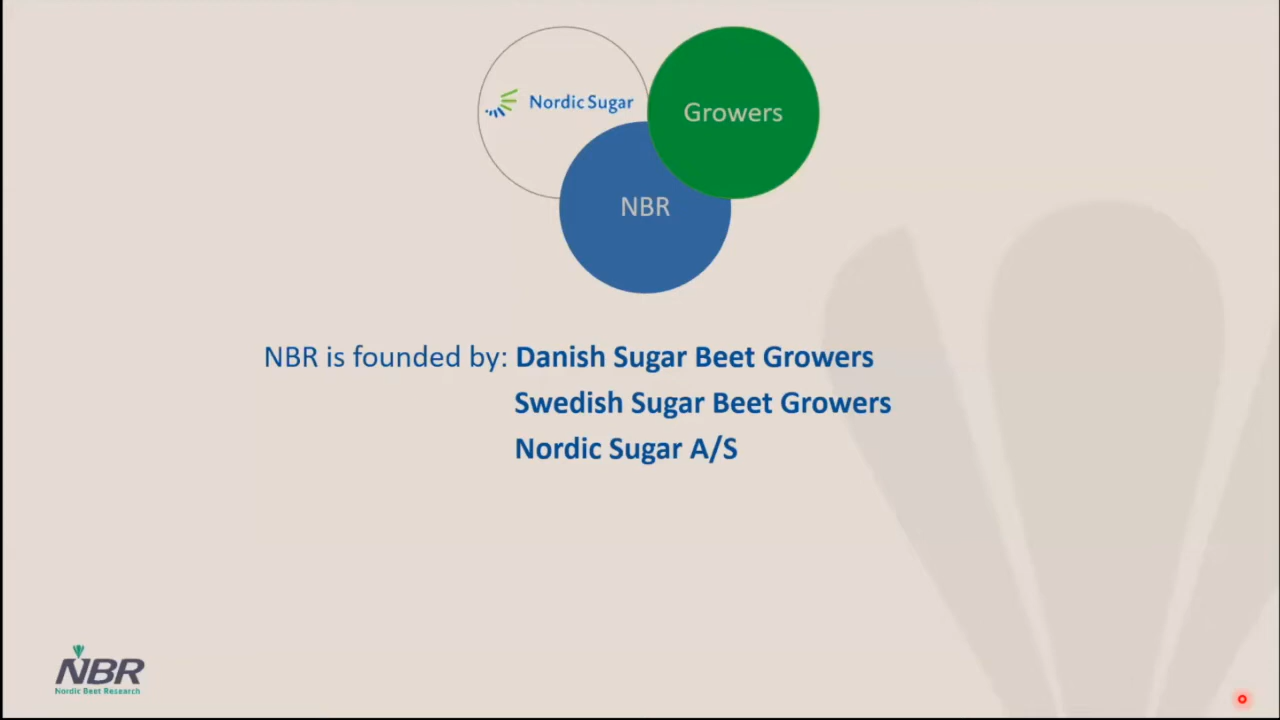 Nordic Sugar
Growers
NBR
NBR is founded by: Danish Sugar Beet Growers
Swedish Sugar Beet Growers
Nordic Sugar A/S
NBR
Nordic Beet Research